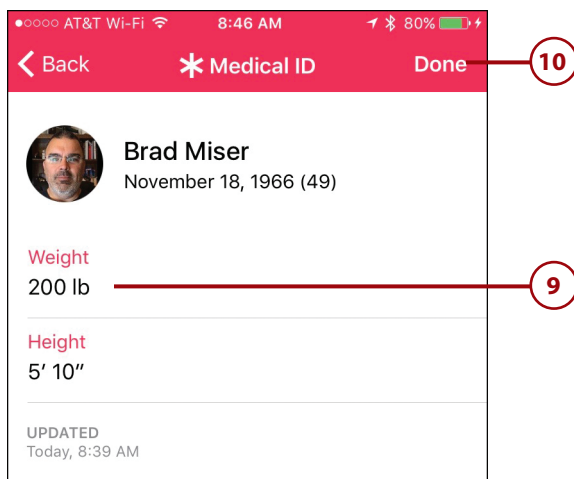 AT&T Wi-Fi 8:46 AM 80%
Back Medical ID Done 10
Brad Miser
November 18, 1966 (49)
Weight
200 lb 9
Height
5′ 10″
UPDATED
Today, 8:39 AM